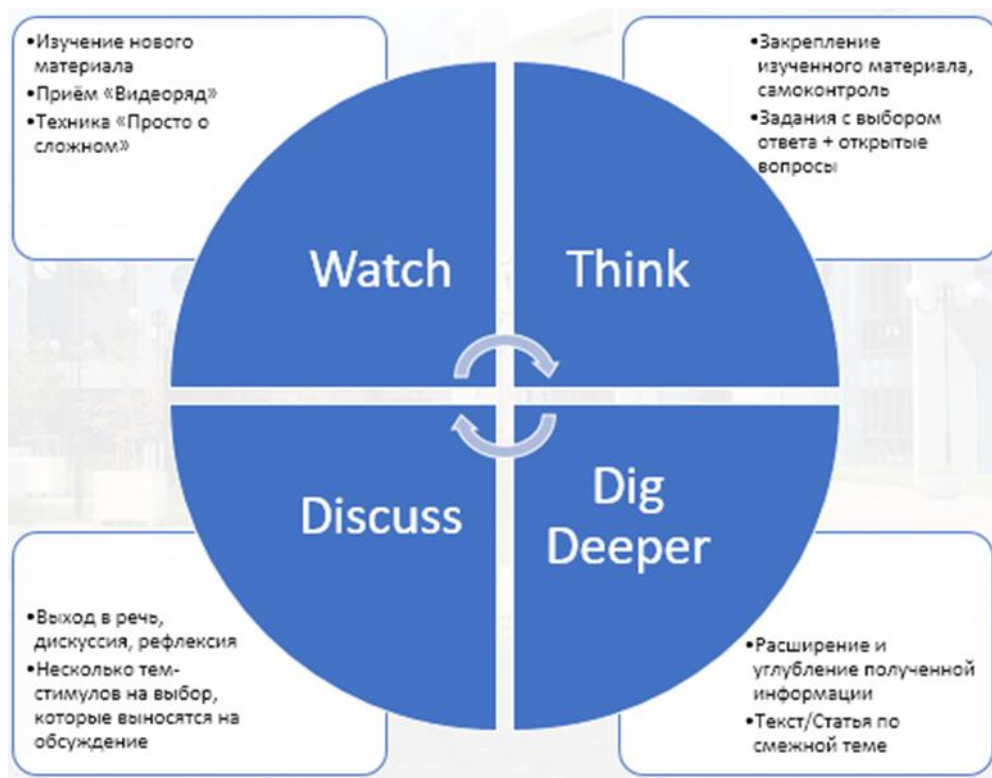 •Изучение нового
материала
•Приём «Видеоряд»
•Техника «Просто о
сложном»
•Закрепление
изученного материала,
самоконтроль
•Задания с выбором
ответа + открытые
вопросы
Watch
Think
Discuss
Dig
Deeper
•Выход в речь,
дискуссия, рефлексия
•Несколько тем-
стимулов на выбор,
которые выносятся на
обсуждение
•Расширение и
углубление полученной
информации
•Текст/Статья по
смежной теме